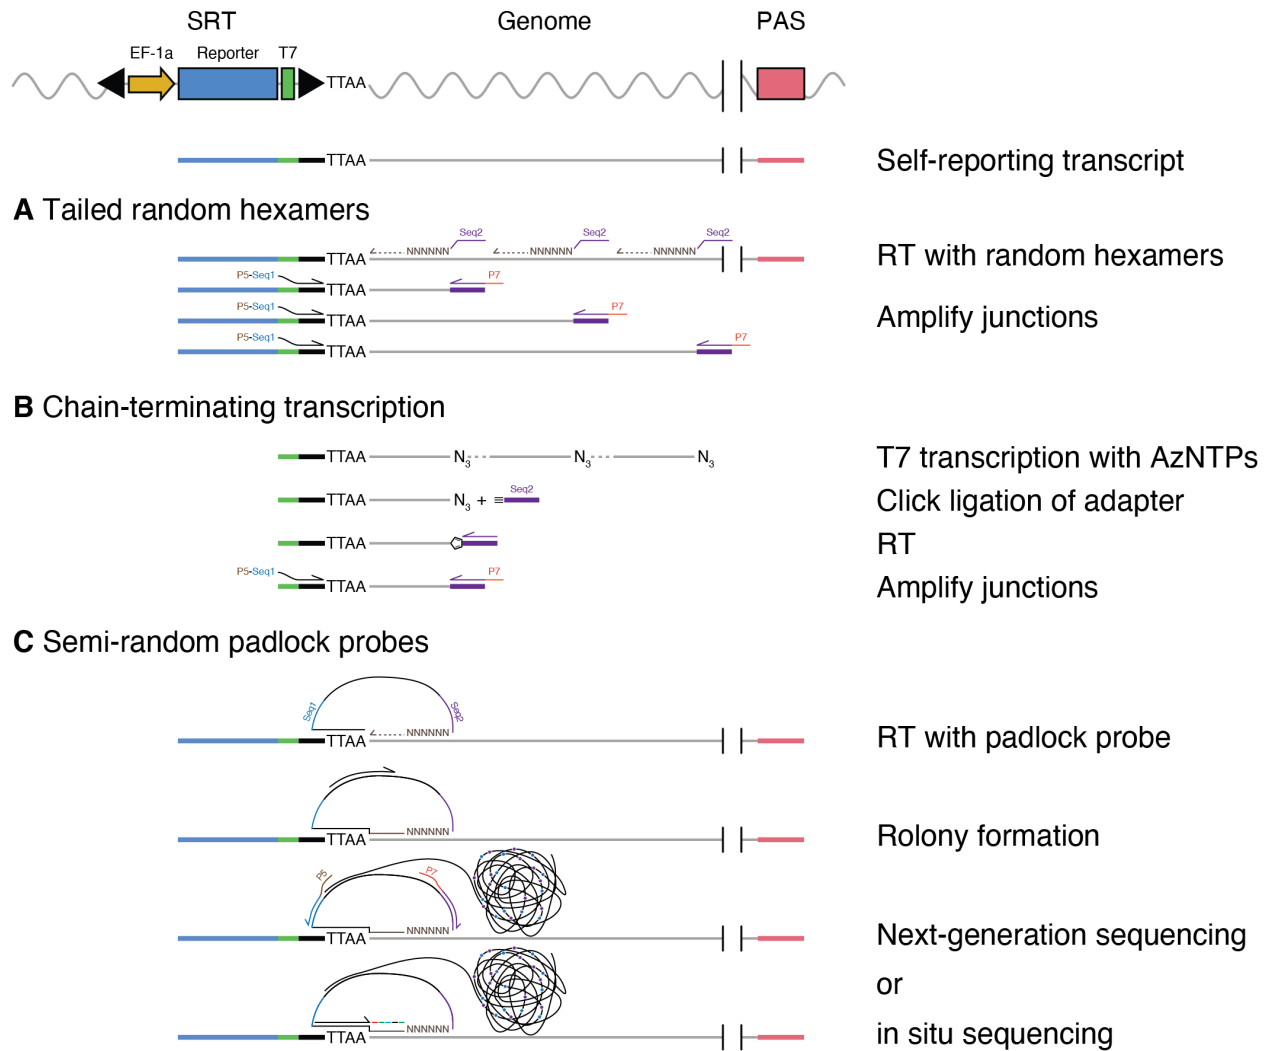 SRT Genome PAS
EF-1a Reporter T7
TTAA
TTAA Self-reporting transcript
A Tailed random hexamers
Seq2 Seq2 Seq2
NNNNNN NNNNNN NNNNNN
TTAA RT with random hexamers
P5-Seq1 P7
TTAA
P5-Seq1 P7
TTAA Amplify junctions
P5-Seq1 P7
TTAA
B Chain-terminating transcription
TTAA N3 N3 N3 T7 transcription with AzNTPs
Seq2
TTAA N3 + ≡ Click ligation of adapter
TTAA RT
P5-Seq1 P7
TTAA Amplify junctions
C Semi-random padlock probes
Seq1 Seq2
NNNNNN
TTAA RT with padlock probe
NNNNNN
TTAA Rolony formation
P5 P7
NNNNNN
TTAA Next-generation sequencing
or
NNNNNN
TTAA in situ sequencing